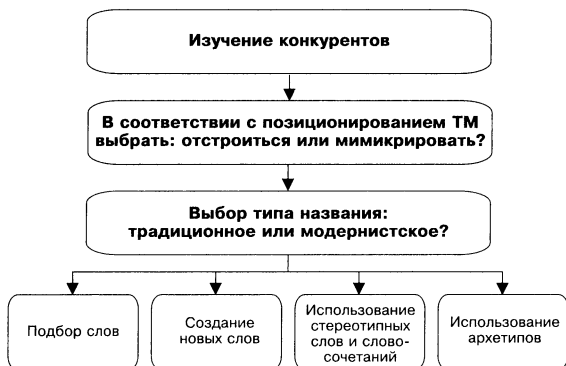 Изучение конкурентов
В соответствии с позиционированием ТМ
выбрать: отстроиться или мимикрировать?
Выбор типа названия:
традиционное или модернистское?
Подбор слов
Создание
новых слов
Использование
стереотипных
слов и слово-
сочетаний
Использование
архетипов